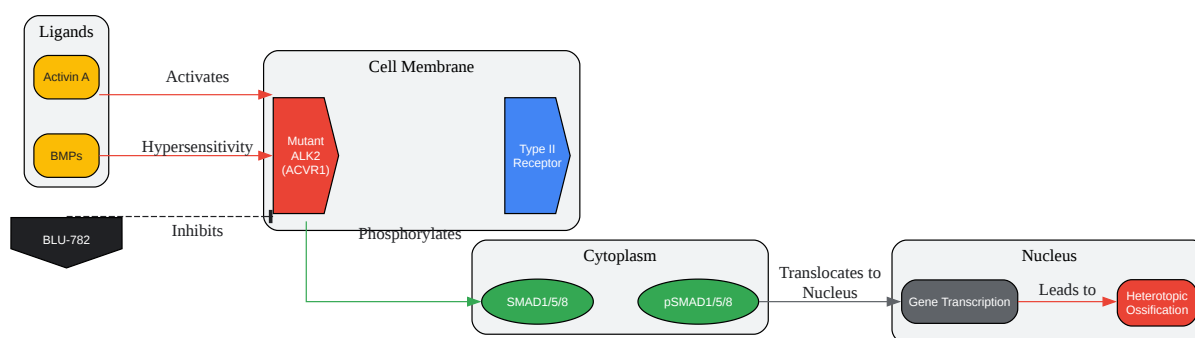 Ligands
Activin A
BMPs
Activates
Hypersensitivity
BLU-782
Inhibits
Cell Membrane
Mutant
ALK2
(ACVR1)
Type II
Receptor
Phosphorylates
Cytoplasm
SMAD1/5/8
pSMAD1/5/8
Translocates to
Nucleus
Nucleus
Gene Transcription
Leads to
Heterotopic
Ossification